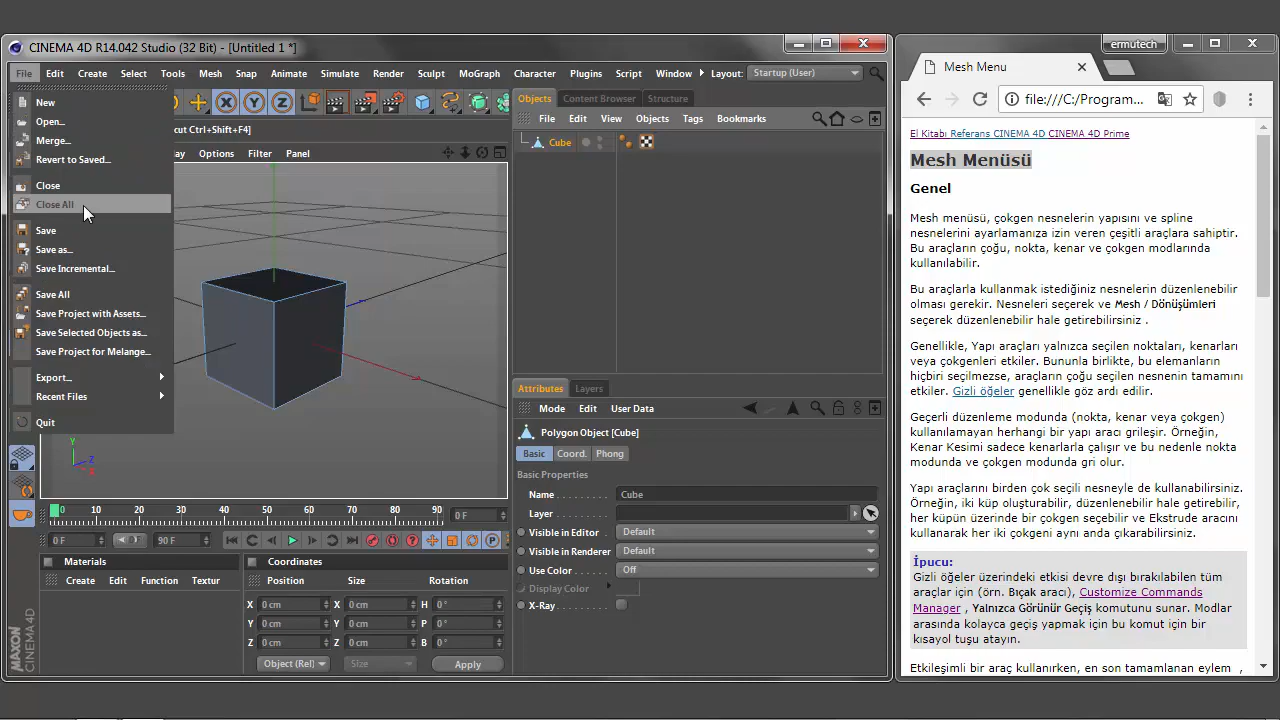 CINEMA 4D R14.042 Studio (32 Bit) - [Untitled 1 *]
File Edit Create Select Tools Mesh Snap Animate Simulate Render Sculpt MoGraph Character Plugins Script Window Layout: Startup (User)
New
Open...
Merge...
Revert to Saved...
Close
Close All
Save
Save as...
Save Incremental...
Save All
Save Project with Assets...
Save Selected Objects as...
Save Project for Melange...
Export...
Recent Files
Quit
X Y Z
cut Ctrl+Shift+F4]
ay Options Filter Panel
Y
Z
X
0 10 20 30 40 50 60 70 80 90
0 F
0 F 90 F
P
Materials
Create Edit Function Textur
MAXON
CINEMA 4D
Coordinates
Position Size Rotation
X 0 cm X 0 cm H 0 °
Y 0 cm Y 0 cm P 0 °
Z 0 cm Z 0 cm B 0 °
Object (Rel) Size Apply
Objects Content Browser Structure
File Edit View Objects Tags Bookmarks
Cube
Attributes Layers
Mode Edit User Data
Polygon Object [Cube]
Basic Coord. Phong
Basic Properties
Name Cube
Layer
Visible in Editor Default
Visible in Renderer Default
Use Color Off
Display Color
X-Ray
ermutech
Mesh Menu
file:///C:/Program...
El Kitabı Referans CINEMA 4D CINEMA 4D Prime
Mesh Menüsü
Genel
Mesh menüsü, çokgen nesnelerin yapısını ve spline
nesnelerini ayarlamanıza izin veren çeşitli araçlara sahiptir.
Bu araçların çoğu, nokta, kenar ve çokgen modlarında
kullanılabilir.
Bu araçlarla kullanmak istediğiniz nesnelerin düzenlenebilir
olması gerekir. Nesneleri seçerek ve Mesh / Dönüşümleri
seçerek düzenlenebilir hale getirebilirsiniz .
Genellikle, Yapı araçları yalnızca seçilen noktaları, kenarları
veya çokgenleri etkiler. Bununla birlikte, bu elemanların
hiçbiri seçilmezse, araçların çoğu seçilen nesnenin tamamını
etkiler. Gizli öğeler genellikle göz ardı edilir.
Geçerli düzenleme modunda (nokta, kenar veya çokgen)
kullanılamayan herhangi bir yapı aracı grileşir. Örneğin,
Kenar Kesimi sadece kenarlarla çalışır ve bu nedenle nokta
modunda ve çokgen modunda gri olur.
Yapı araçlarını birden çok seçili nesneyle de kullanabilirsiniz.
Örneğin, iki küp oluşturabilir, düzenlenebilir hale getirebilir,
her küpün üzerinde bir çokgen seçebilir ve Ekstrude aracını
kullanarak her iki çokgeni aynı anda çıkarabilirsiniz.
İpucu:
Gizli öğeler üzerindeki etkisi devre dışı bırakılabilen tüm
araçlar için (örn. Bıçak aracı), Customize Commands
Manager , Yalnızca Görünür Geçiş komutunu sunar. Modlar
arasında kolayca geçiş yapmak için bu komut için bir
kısayol tuşu atayın.
Etkileşimli bir araç kullanırken, en son tamamlanan eylem ,